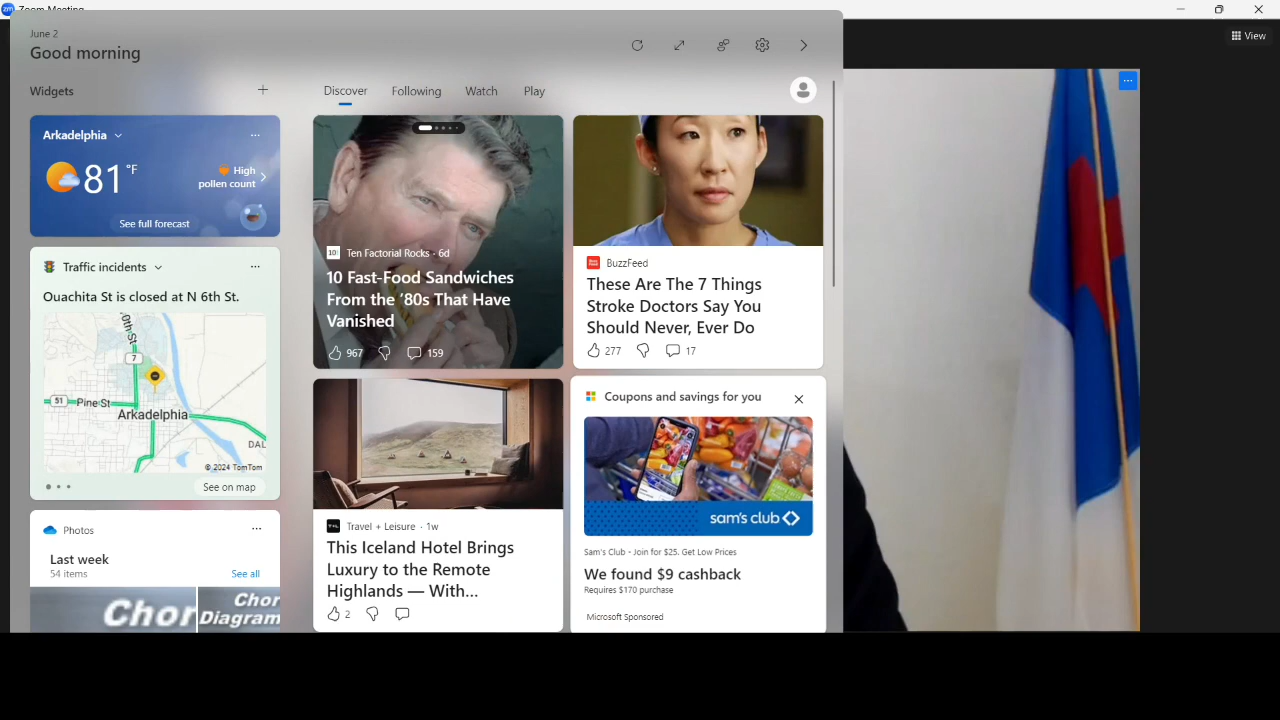 zm Zoom Meeting
June 2
Good morning
View
Widgets
Discover
Following
Watch
Play
Arkadelphia
81 °F
High
pollen count
See full forecast
Traffic incidents
Ouachita St is closed at N 6th St.
10th St
7
51
Pine St
Arkadelphia
DAL
© 2024 TomTom
See on map
Photos
Last week
54 items
See all
Chor
Chor
Diagram
10! Ten Factorial Rocks · 6d
10 Fast-Food Sandwiches
From the '80s That Have
Vanished
967
159
BuzzFeed
These Are The 7 Things
Stroke Doctors Say You
Should Never, Ever Do
277
17
T+L Travel + Leisure · 1w
This Iceland Hotel Brings
Luxury to the Remote
Highlands — With...
2
Coupons and savings for you
sam's club
Sam's Club · Join for $25. Get Low Prices
We found $9 cashback
Requires $170 purchase
Microsoft Sponsored